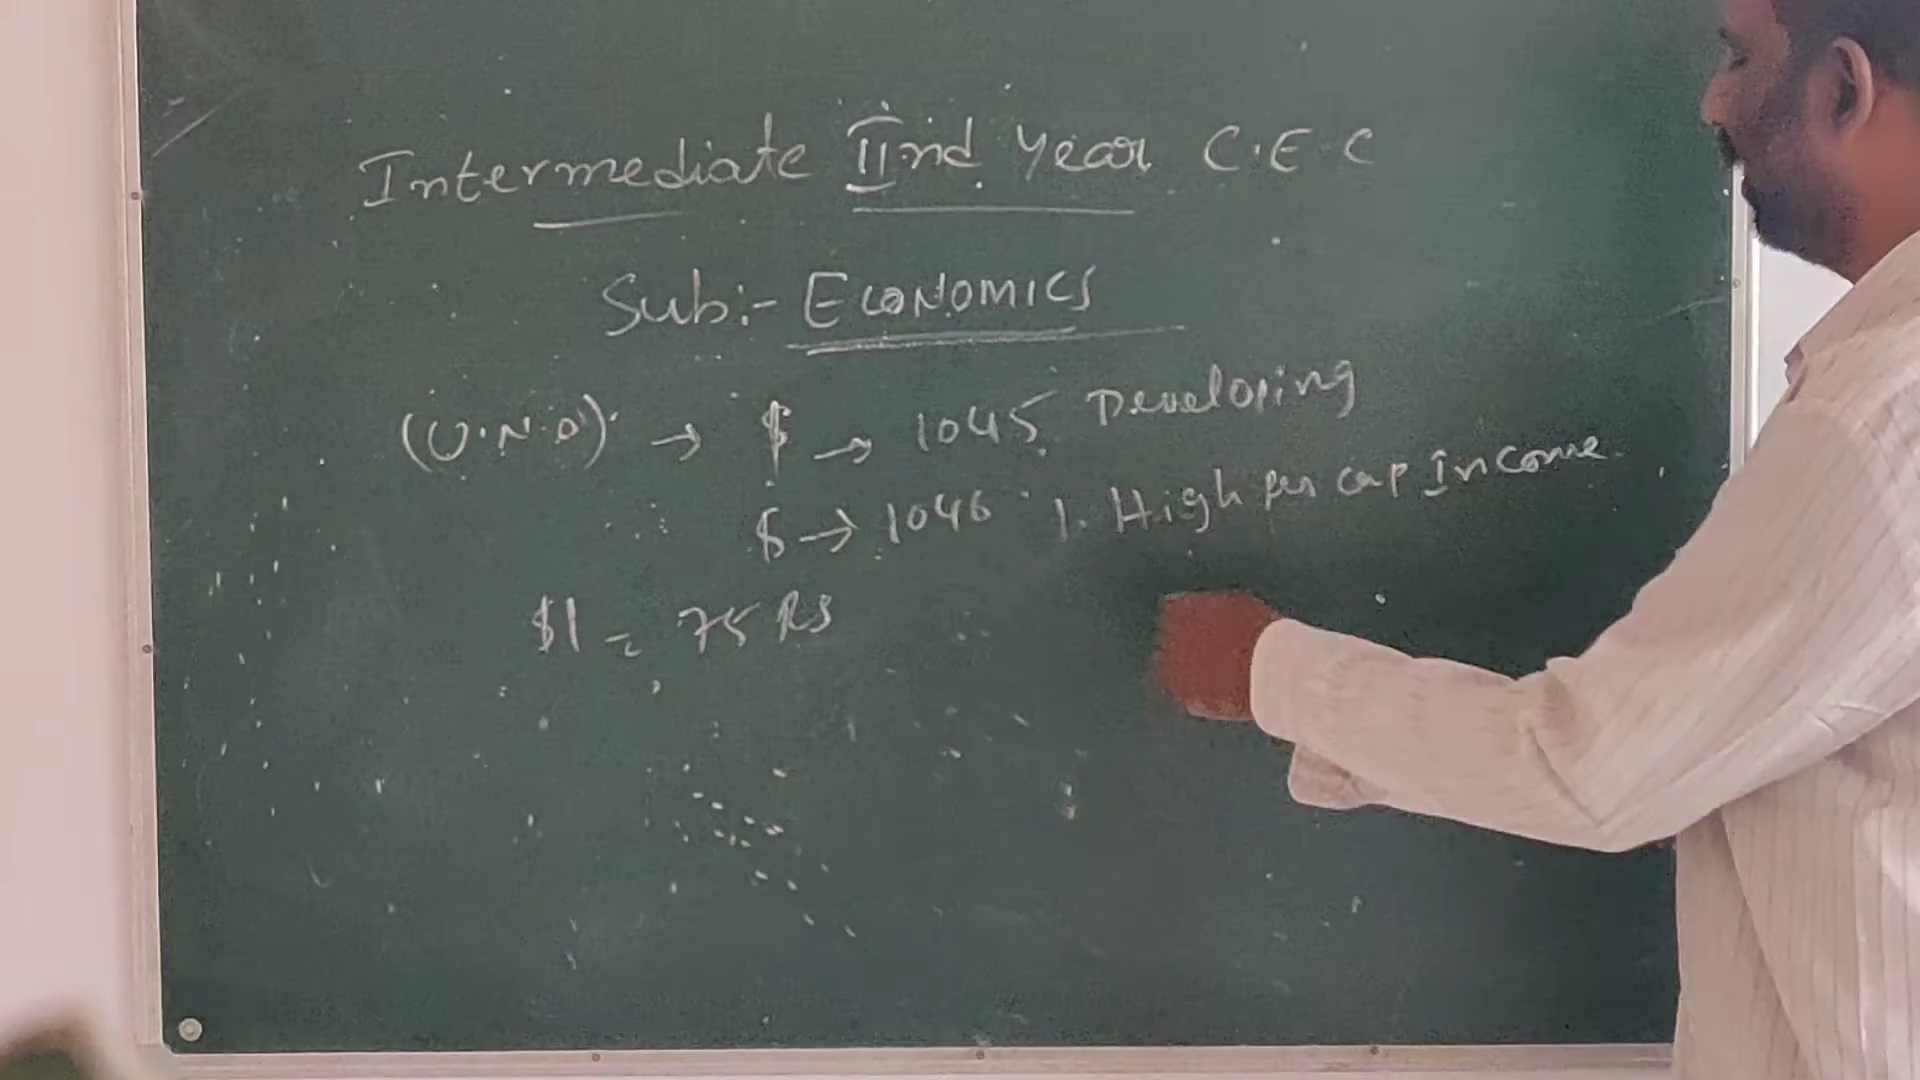 Intermediate IInd Year C.E.C
Sub:- ECONOMICS
(U.N.O) → $ → 1045 Developing
$ → 1046 1. High per cap Income
$1 = 75 RS